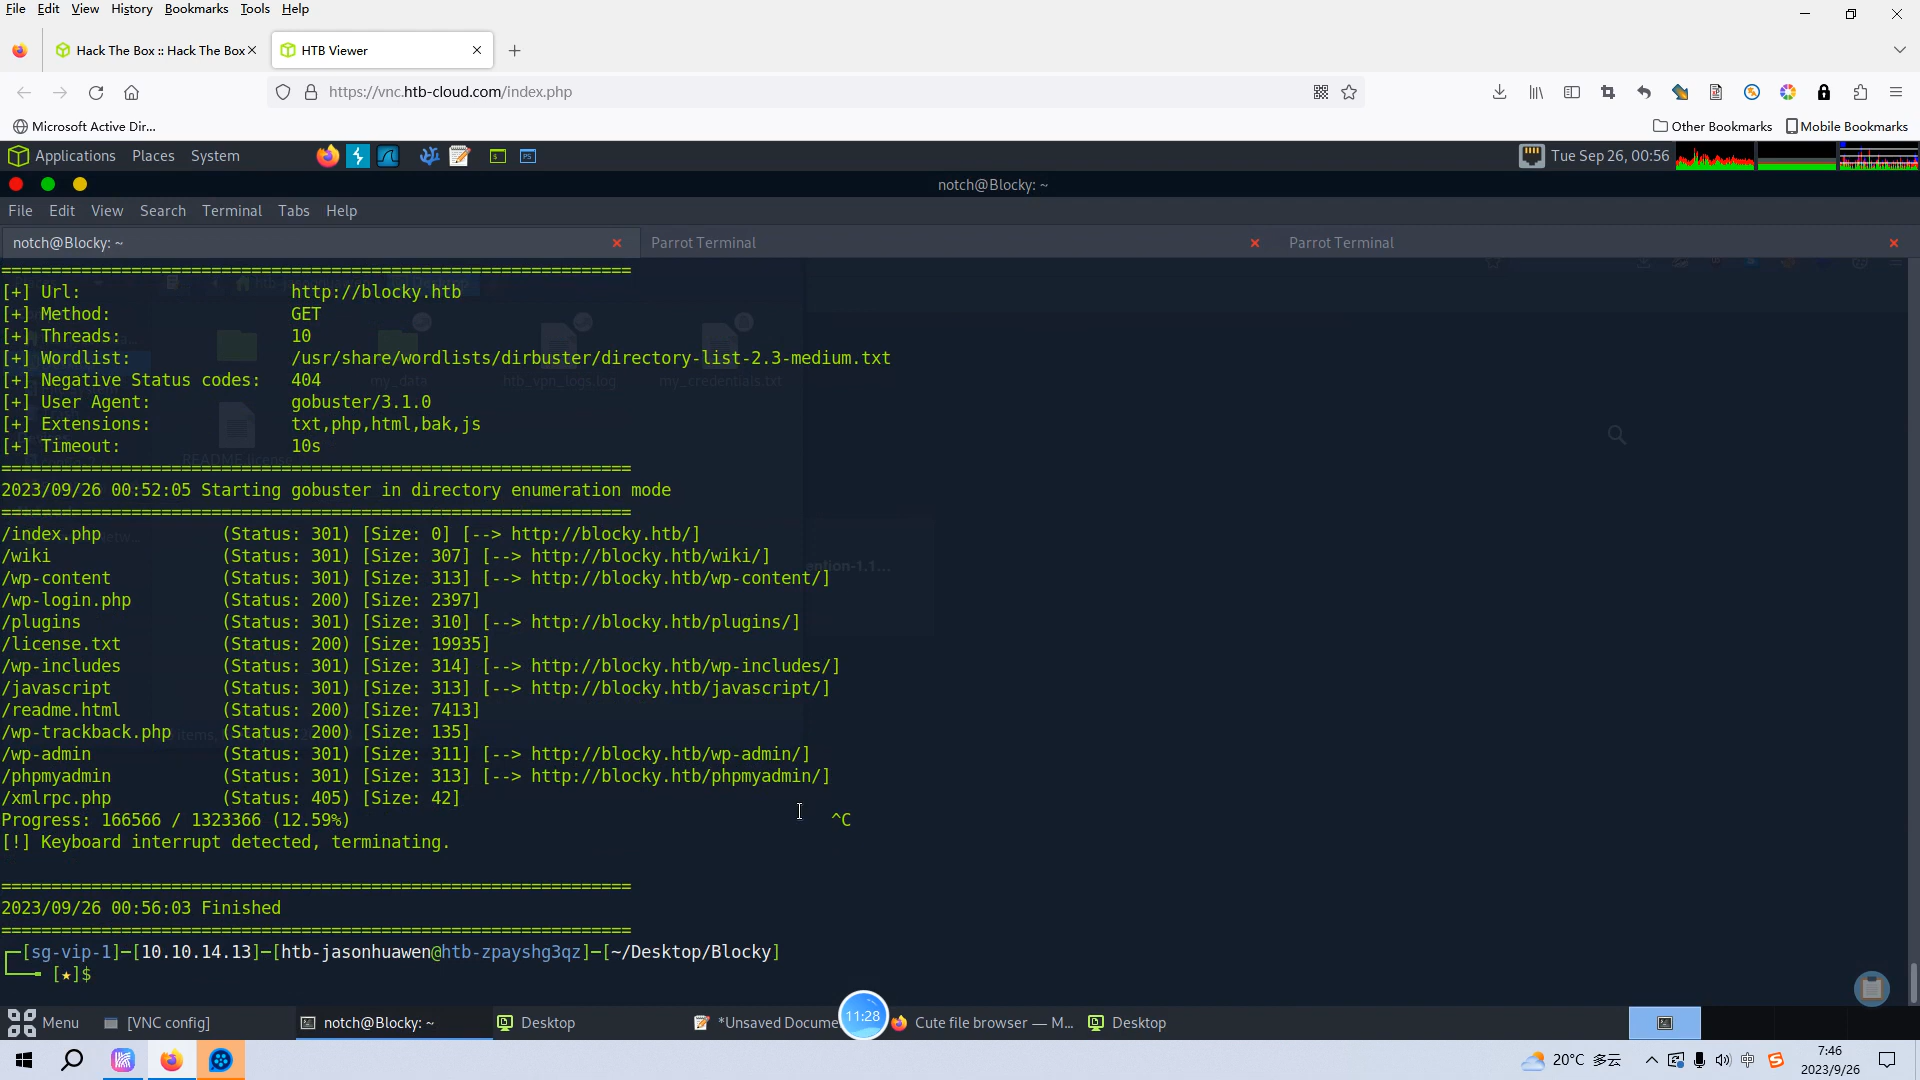 File Edit View History Bookmarks Tools Help
Hack The Box :: Hack The Box
HTB Viewer
https://vnc.htb-cloud.com/index.php
Microsoft Active Dir...
Other Bookmarks
Mobile Bookmarks
Applications Places System
Tue Sep 26, 00:56
notch@Blocky: ~
File Edit View Search Terminal Tabs Help
notch@Blocky: ~
Parrot Terminal
Parrot Terminal
===============================================================
[+] Url: http://blocky.htb
[+] Method: GET
[+] Threads: 10
[+] Wordlist: /usr/share/wordlists/dirbuster/directory-list-2.3-medium.txt
[+] Negative Status codes: 404
my_data
htb_vpn_logs.log
my_credentials.txt
[+] User Agent: gobuster/3.1.0
[+] Extensions: txt,php,html,bak,js
[+] Timeout: 10s
README.license
===============================================================
2023/09/26 00:52:05 Starting gobuster in directory enumeration mode
===============================================================
/index.php (Status: 301) [Size: 0] [--> http://blocky.htb/]
/wiki (Status: 301) [Size: 307] [--> http://blocky.htb/wiki/]
ention-1.1...
/wp-content (Status: 301) [Size: 313] [--> http://blocky.htb/wp-content/]
/wp-login.php (Status: 200) [Size: 2397]
/plugins (Status: 301) [Size: 310] [--> http://blocky.htb/plugins/]
/license.txt (Status: 200) [Size: 19935]
/wp-includes (Status: 301) [Size: 314] [--> http://blocky.htb/wp-includes/]
/javascript (Status: 301) [Size: 313] [--> http://blocky.htb/javascript/]
/readme.html (Status: 200) [Size: 7413]
/wp-trackback.php (Status: 200) [Size: 135]
/wp-admin (Status: 301) [Size: 311] [--> http://blocky.htb/wp-admin/]
/phpmyadmin (Status: 301) [Size: 313] [--> http://blocky.htb/phpmyadmin/]
/xmlrpc.php (Status: 405) [Size: 42]
Progress: 166566 / 1323366 (12.59%) ^C
[!] Keyboard interrupt detected, terminating.
===============================================================
2023/09/26 00:56:03 Finished
===============================================================
┌─[sg-vip-1]─[10.10.14.13]─[htb-jasonhuawen@htb-zpayshg3qz]─[~/Desktop/Blocky]
└──╼ [★]$
Menu
[VNC config]
notch@Blocky: ~
Desktop
*Unsaved Docume
11:28
Cute file browser — M...
Desktop
20°C 多云
中
7:46
2023/9/26